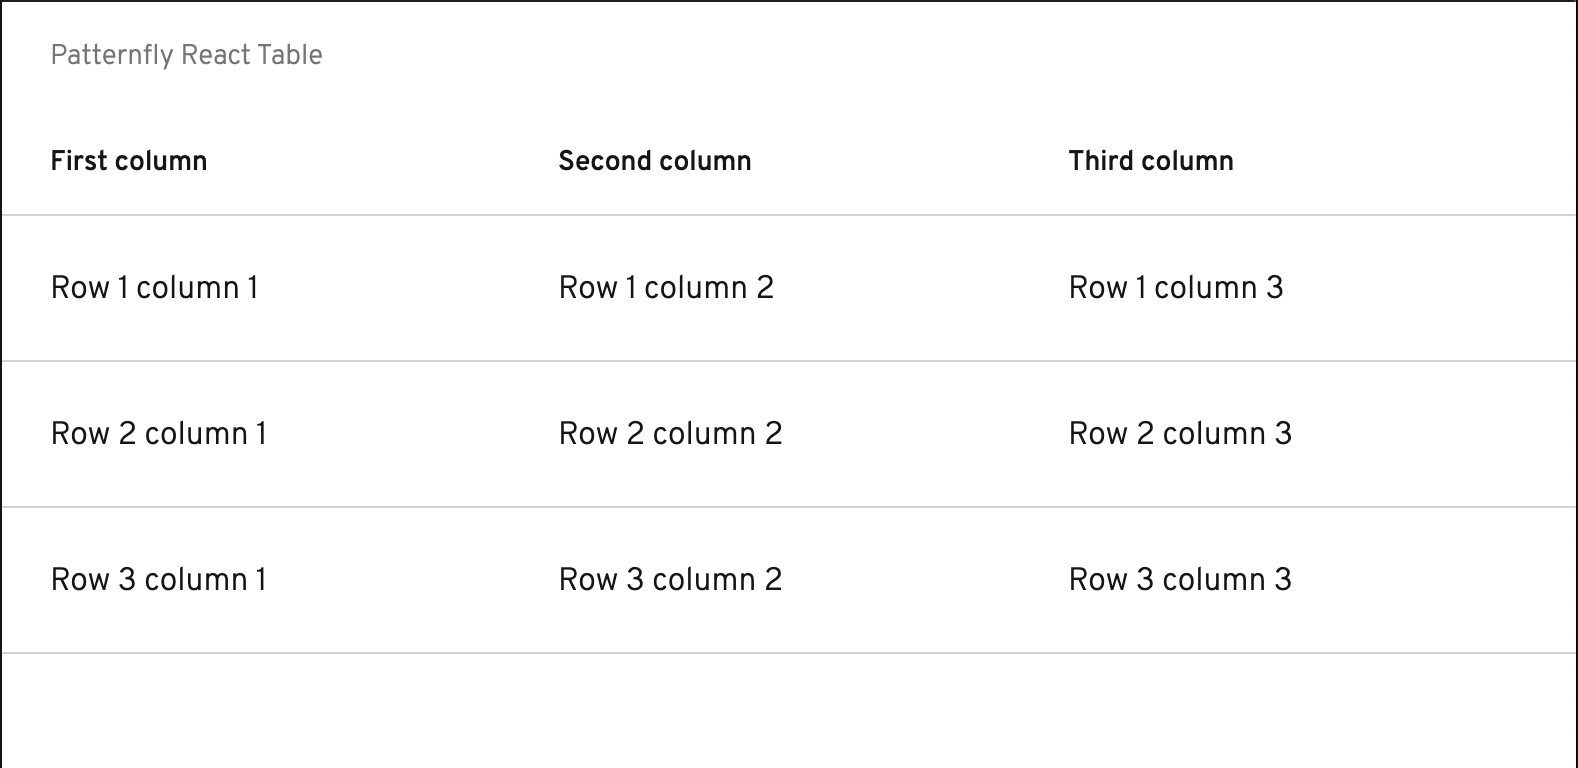 Patternfly React Table
First column Second column Third column
Row 1 column 1 Row 1 column 2 Row 1 column 3
Row 2 column 1 Row 2 column 2 Row 2 column 3
Row 3 column 1 Row 3 column 2 Row 3 column 3